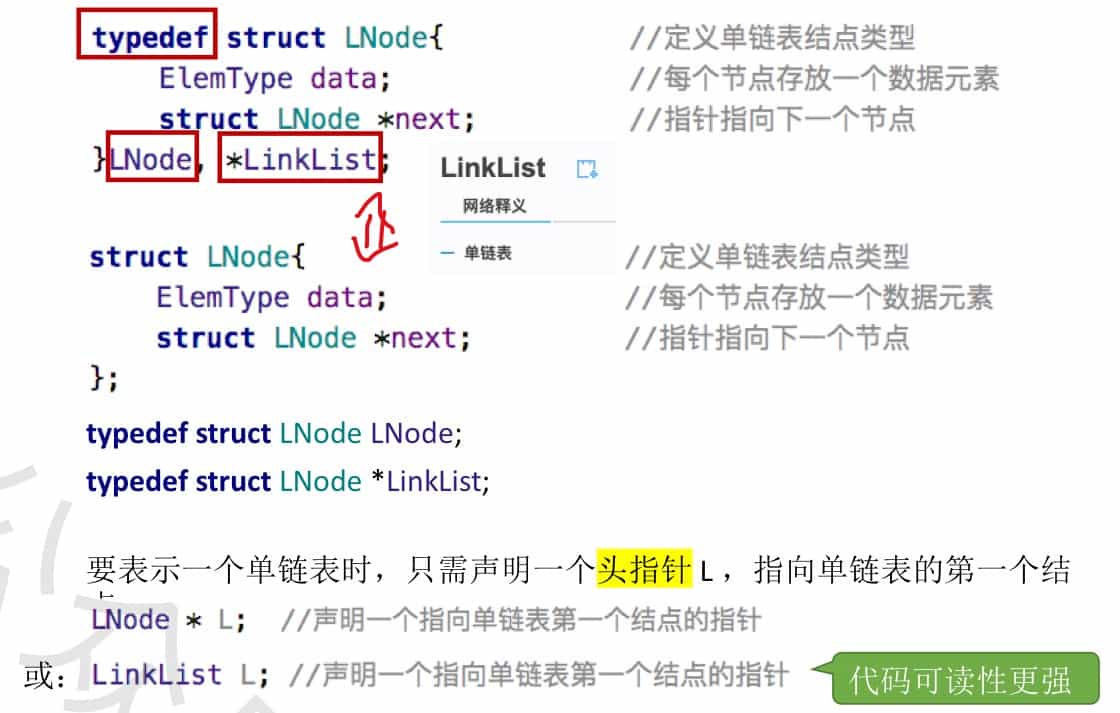 typedef struct LNode{ //定义单链表结点类型
ElemType data; //每个节点存放一个数据元素
struct LNode *next; //指针指向下一个节点
}LNode, *LinkList;
LinkList
网络释义
单链表
struct LNode{ //定义单链表结点类型
ElemType data; //每个节点存放一个数据元素
struct LNode *next; //指针指向下一个节点
};
typedef struct LNode LNode;
typedef struct LNode *LinkList;
要表示一个单链表时，只需声明一个头指针 L ，指向单链表的第一个结
LNode * L; //声明一个指向单链表第一个结点的指针
或：LinkList L; //声明一个指向单链表第一个结点的指针
代码可读性更强